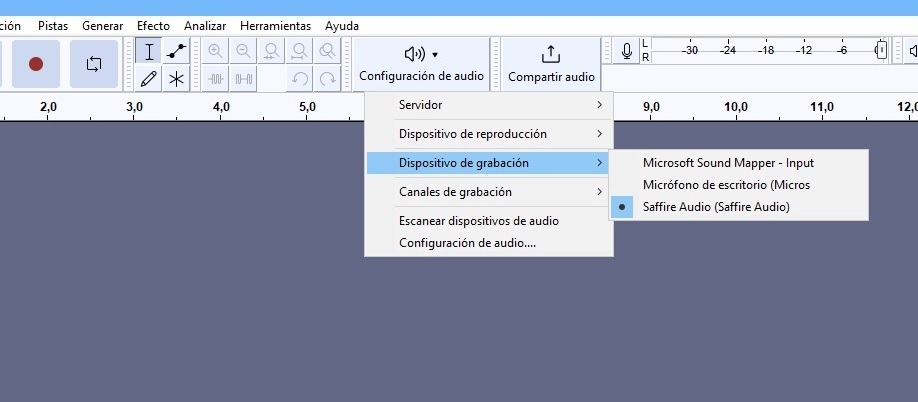 ción Pistas Generar Efecto Analizar Herramientas Ayuda
Configuración de audio
Compartir audio
L
R
-30 -24 -18 -12 -6 0
2,0 3,0 4,0 5,0 9,0 10,0 11,0 12,0
Servidor
Dispositivo de reproducción
Dispositivo de grabación
Canales de grabación
Escanear dispositivos de audio
Configuración de audio....
Microsoft Sound Mapper - Input
Micrófono de escritorio (Micros
Saffire Audio (Saffire Audio)